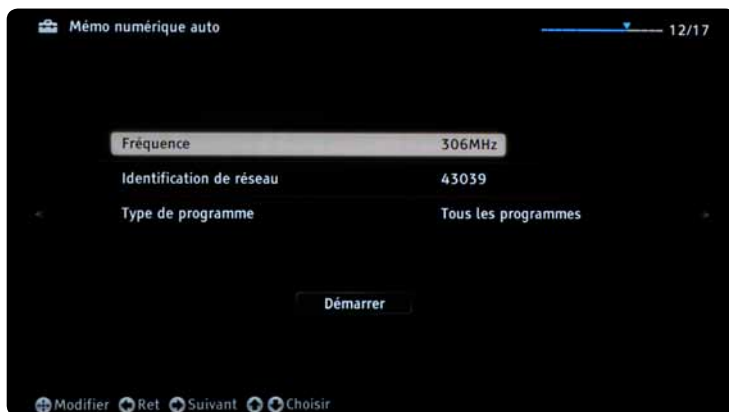 Mémo numérique auto 12/17
Fréquence 306MHz
Identification de réseau 43039
Type de programme Tous les programmes
Démarrer
Modifier Ret Suivant Choisir